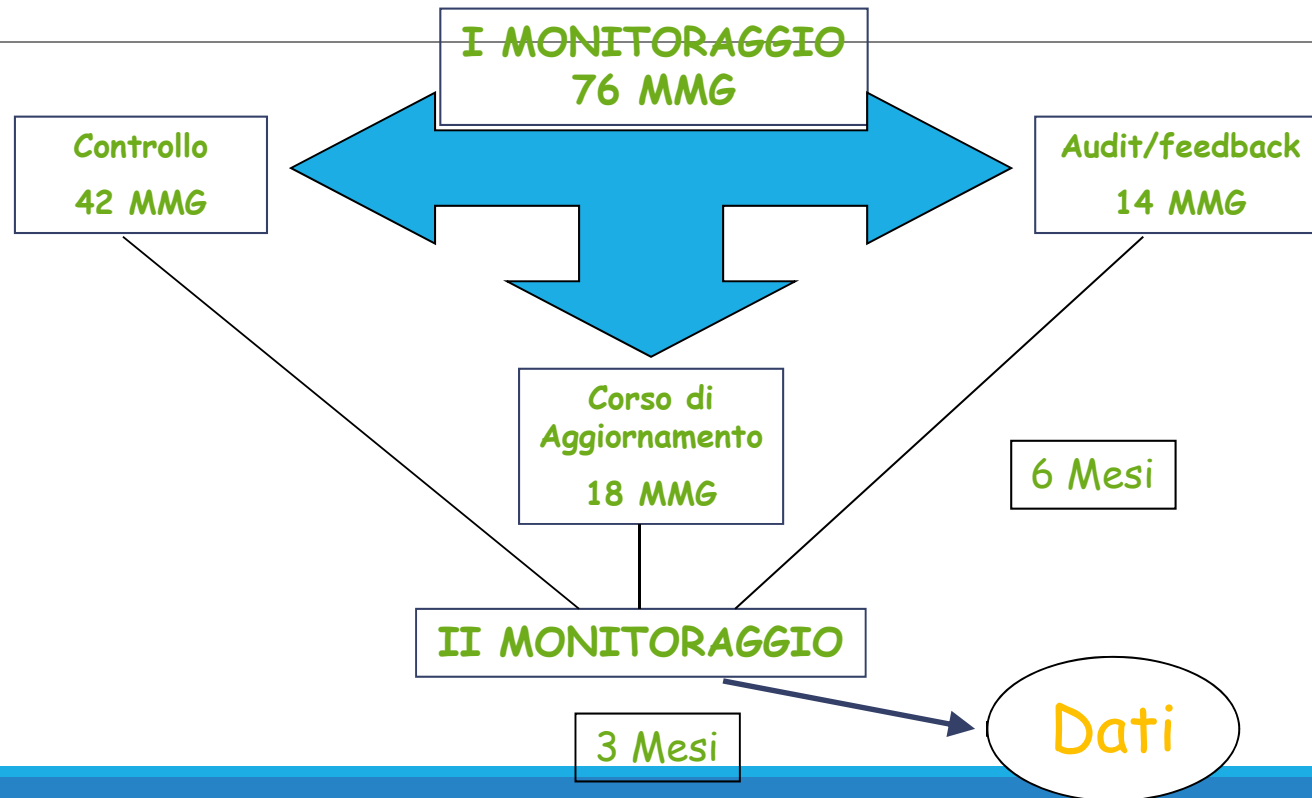 I MONITORAGGIO
76 MMG
Controllo
42 MMG
Audit/feedback
14 MMG
Corso di
Aggiornamento
18 MMG
6 Mesi
II MONITORAGGIO
3 Mesi
Dati